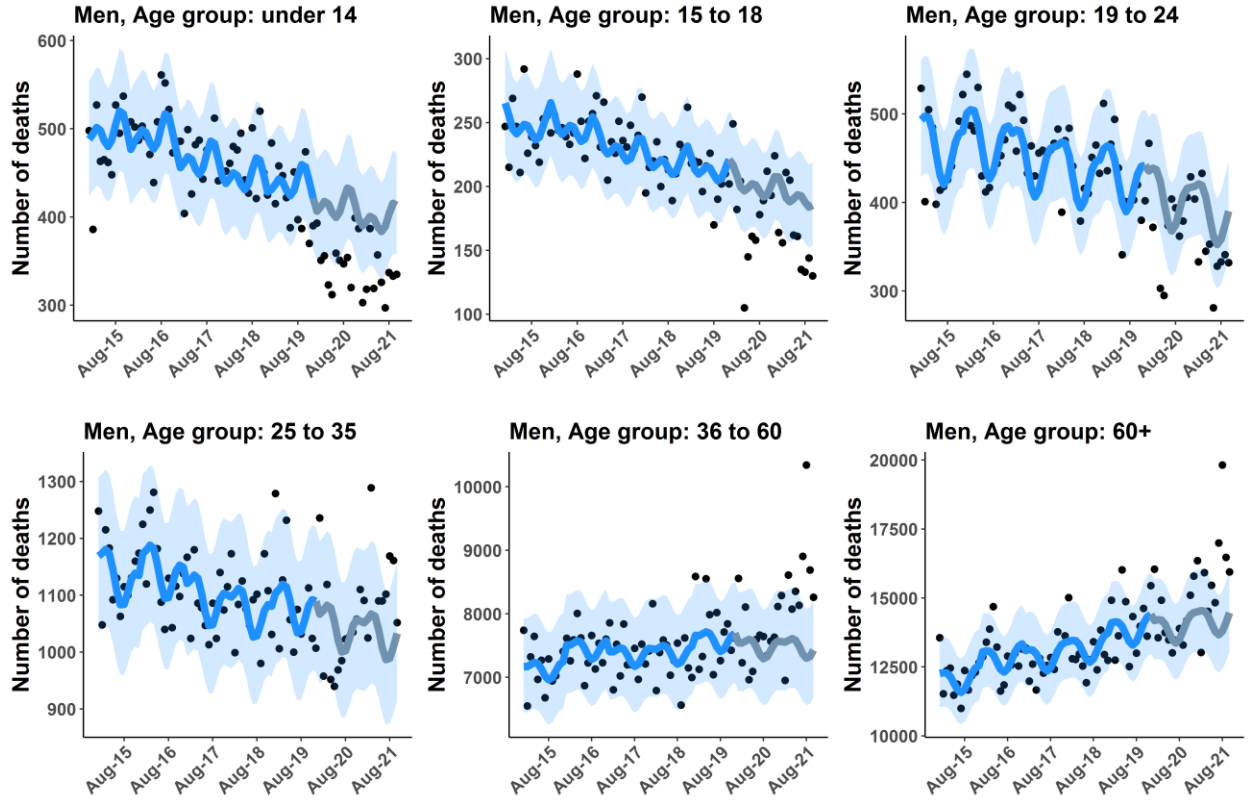 Men, Age group: under 14
Number of deaths
600
500
400
300
Aug-15
Aug-16
Aug-17
Aug-18
Aug-19
Aug-20
Aug-21
Men, Age group: 15 to 18
Number of deaths
300
250
200
150
100
Aug-15
Aug-16
Aug-17
Aug-18
Aug-19
Aug-20
Aug-21
Men, Age group: 19 to 24
Number of deaths
500
400
300
Aug-15
Aug-16
Aug-17
Aug-18
Aug-19
Aug-20
Aug-21
Men, Age group: 25 to 35
Number of deaths
1300
1200
1100
1000
900
Aug-15
Aug-16
Aug-17
Aug-18
Aug-19
Aug-20
Aug-21
Men, Age group: 36 to 60
Number of deaths
10000
9000
8000
7000
Aug-15
Aug-16
Aug-17
Aug-18
Aug-19
Aug-20
Aug-21
Men, Age group: 60+
Number of deaths
20000
17500
15000
12500
10000
Aug-15
Aug-16
Aug-17
Aug-18
Aug-19
Aug-20
Aug-21